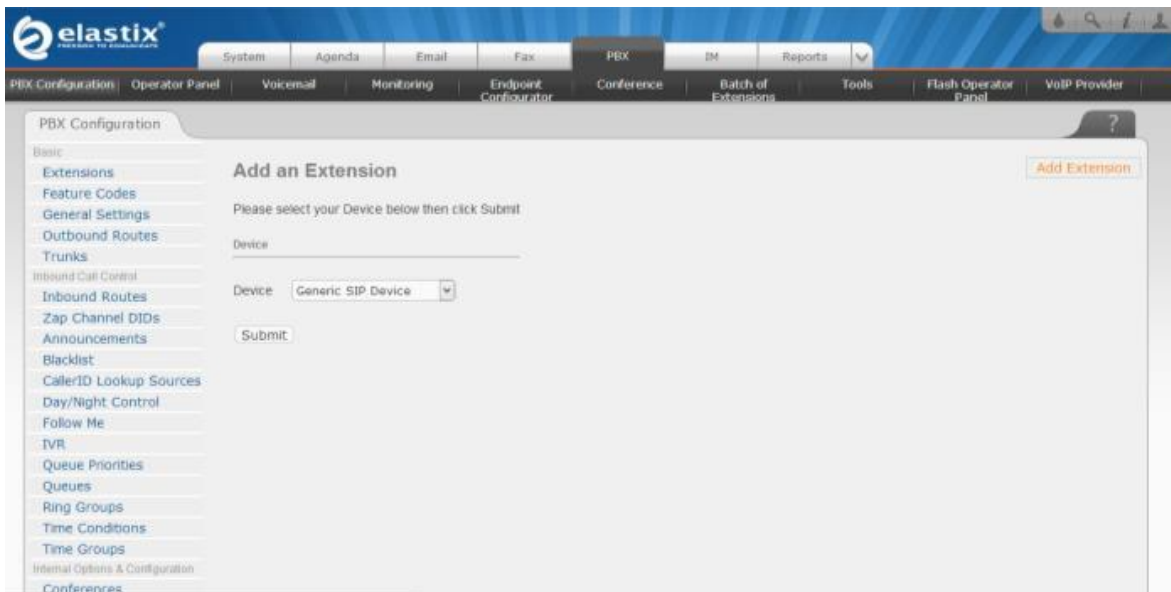 elastix®
FREEDOM TO COMMUNICATE
System Agenda Email Fax PBX IM Reports
PBX Configuration Operator Panel Voicemail Monitoring Endpoint Configurator Conference Batch of Extensions Tools Flash Operator Panel VoIP Provider
PBX Configuration
?
Basic
Extensions
Feature Codes
General Settings
Outbound Routes
Trunks
Inbound Call Control
Inbound Routes
Zap Channel DIDs
Announcements
Blacklist
CallerID Lookup Sources
Day/Night Control
Follow Me
IVR
Queue Priorities
Queues
Ring Groups
Time Conditions
Time Groups
Internal Options & Configuration
Conferences
Add an Extension
Add Extension
Please select your Device below then click Submit
Device
Device Generic SIP Device
Submit